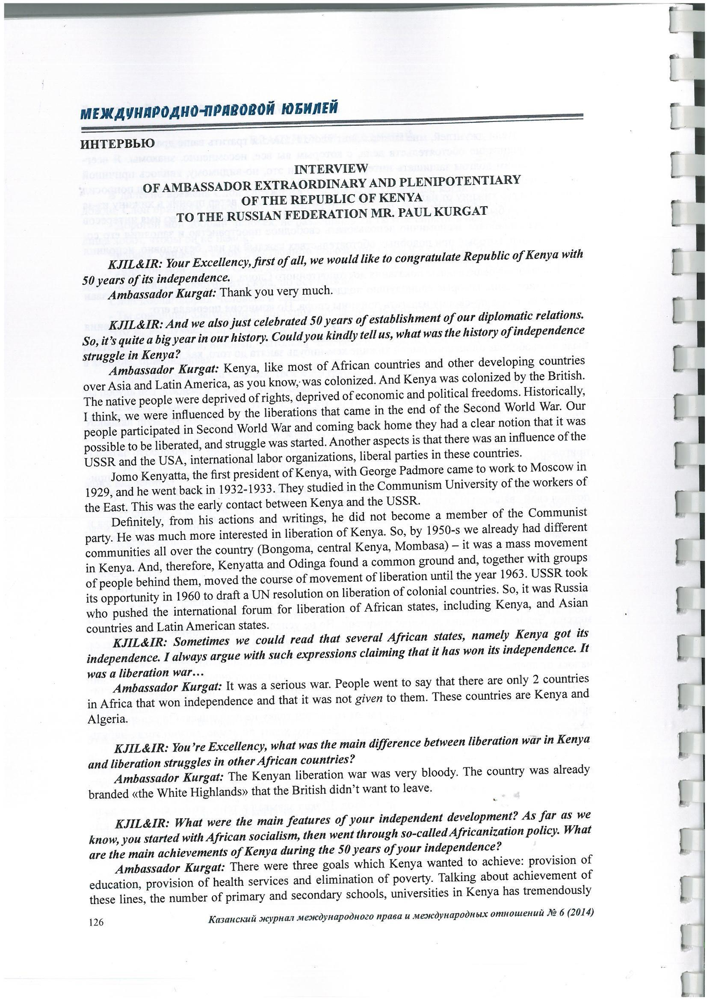 МЕЖДУНАРОДНО-ПРАВОВОЙ ЮБИЛЕЙ
ИНТЕРВЬЮ
INTERVIEW
OF AMBASSADOR EXTRAORDINARY AND PLENIPOTENTIARY
OF THE REPUBLIC OF KENYA
TO THE RUSSIAN FEDERATION MR. PAUL KURGAT
KJIL&IR: Your Excellency, first of all, we would like to congratulate Republic of Kenya with
50 years of its independence.
Ambassador Kurgat: Thank you very much.
KJIL&IR: And we also just celebrated 50 years of establishment of our diplomatic relations.
So, it's quite a big year in our history. Could you kindly tell us, what was the history of independence
struggle in Kenya?
Ambassador Kurgat: Kenya, like most of African countries and other developing countries
over Asia and Latin America, as you know, was colonized. And Kenya was colonized by the British.
The native people were deprived of rights, deprived of economic and political freedoms. Historically,
I think, we were influenced by the liberations that came in the end of the Second World War. Our
people participated in Second World War and coming back home they had a clear notion that it was
possible to be liberated, and struggle was started. Another aspects is that there was an influence of the
USSR and the USA, international labor organizations, liberal parties in these countries.
Jomo Kenyatta, the first president of Kenya, with George Padmore came to work to Moscow in
1929, and he went back in 1932-1933. They studied in the Communism University of the workers of
the East. This was the early contact between Kenya and the USSR.
Definitely, from his actions and writings, he did not become a member of the Communist
party. He was much more interested in liberation of Kenya. So, by 1950-s we already had different
communities all over the country (Bongoma, central Kenya, Mombasa) – it was a mass movement
in Kenya. And, therefore, Kenyatta and Odinga found a common ground and, together with groups
of people behind them, moved the course of movement of liberation until the year 1963. USSR took
its opportunity in 1960 to draft a UN resolution on liberation of colonial countries. So, it was Russia
who pushed the international forum for liberation of African states, including Kenya, and Asian
countries and Latin American states.
KJIL&IR: Sometimes we could read that several African states, namely Kenya got its
independence. I always argue with such expressions claiming that it has won its independence. It
was a liberation war…
Ambassador Kurgat: It was a serious war. People went to say that there are only 2 countries
in Africa that won independence and that it was not given to them. These countries are Kenya and
Algeria.
KJIL&IR: You're Excellency, what was the main difference between liberation war in Kenya
and liberation struggles in other African countries?
Ambassador Kurgat: The Kenyan liberation war was very bloody. The country was already
branded «the White Highlands» that the British didn't want to leave.
KJIL&IR: What were the main features of your independent development? As far as we
know, you started with African socialism, then went through so-called Africanization policy. What
are the main achievements of Kenya during the 50 years of your independence?
Ambassador Kurgat: There were three goals which Kenya wanted to achieve: provision of
education, provision of health services and elimination of poverty. Talking about achievement of
these lines, the number of primary and secondary schools, universities in Kenya has tremendously
126
Казанский журнал международного права и международных отношений № 6 (2014)